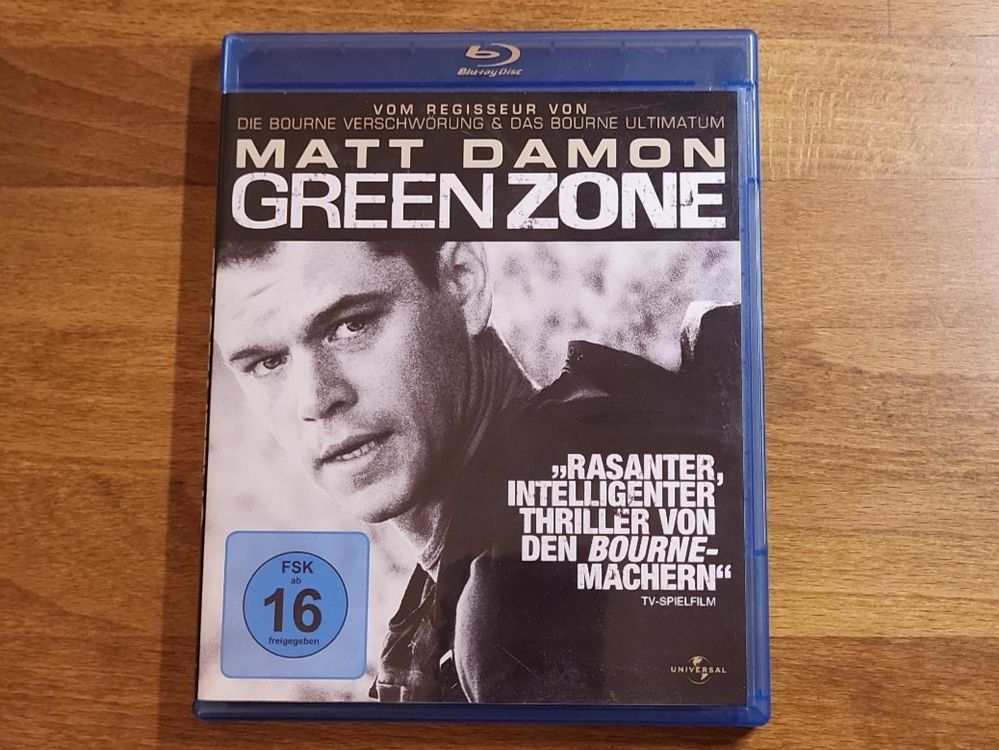 Blu-ray Disc
VOM REGISSEUR VON
DIE BOURNE VERSCHWÖRUNG & DAS BOURNE ULTIMATUM
MATT DAMON
GREEN ZONE
„RASANTER,
INTELLIGENTER
THRILLER VON
DEN BOURNE-
MACHERN“
TV-SPIELFILM
FSK
ab
16
freigegeben
UNIVERSAL